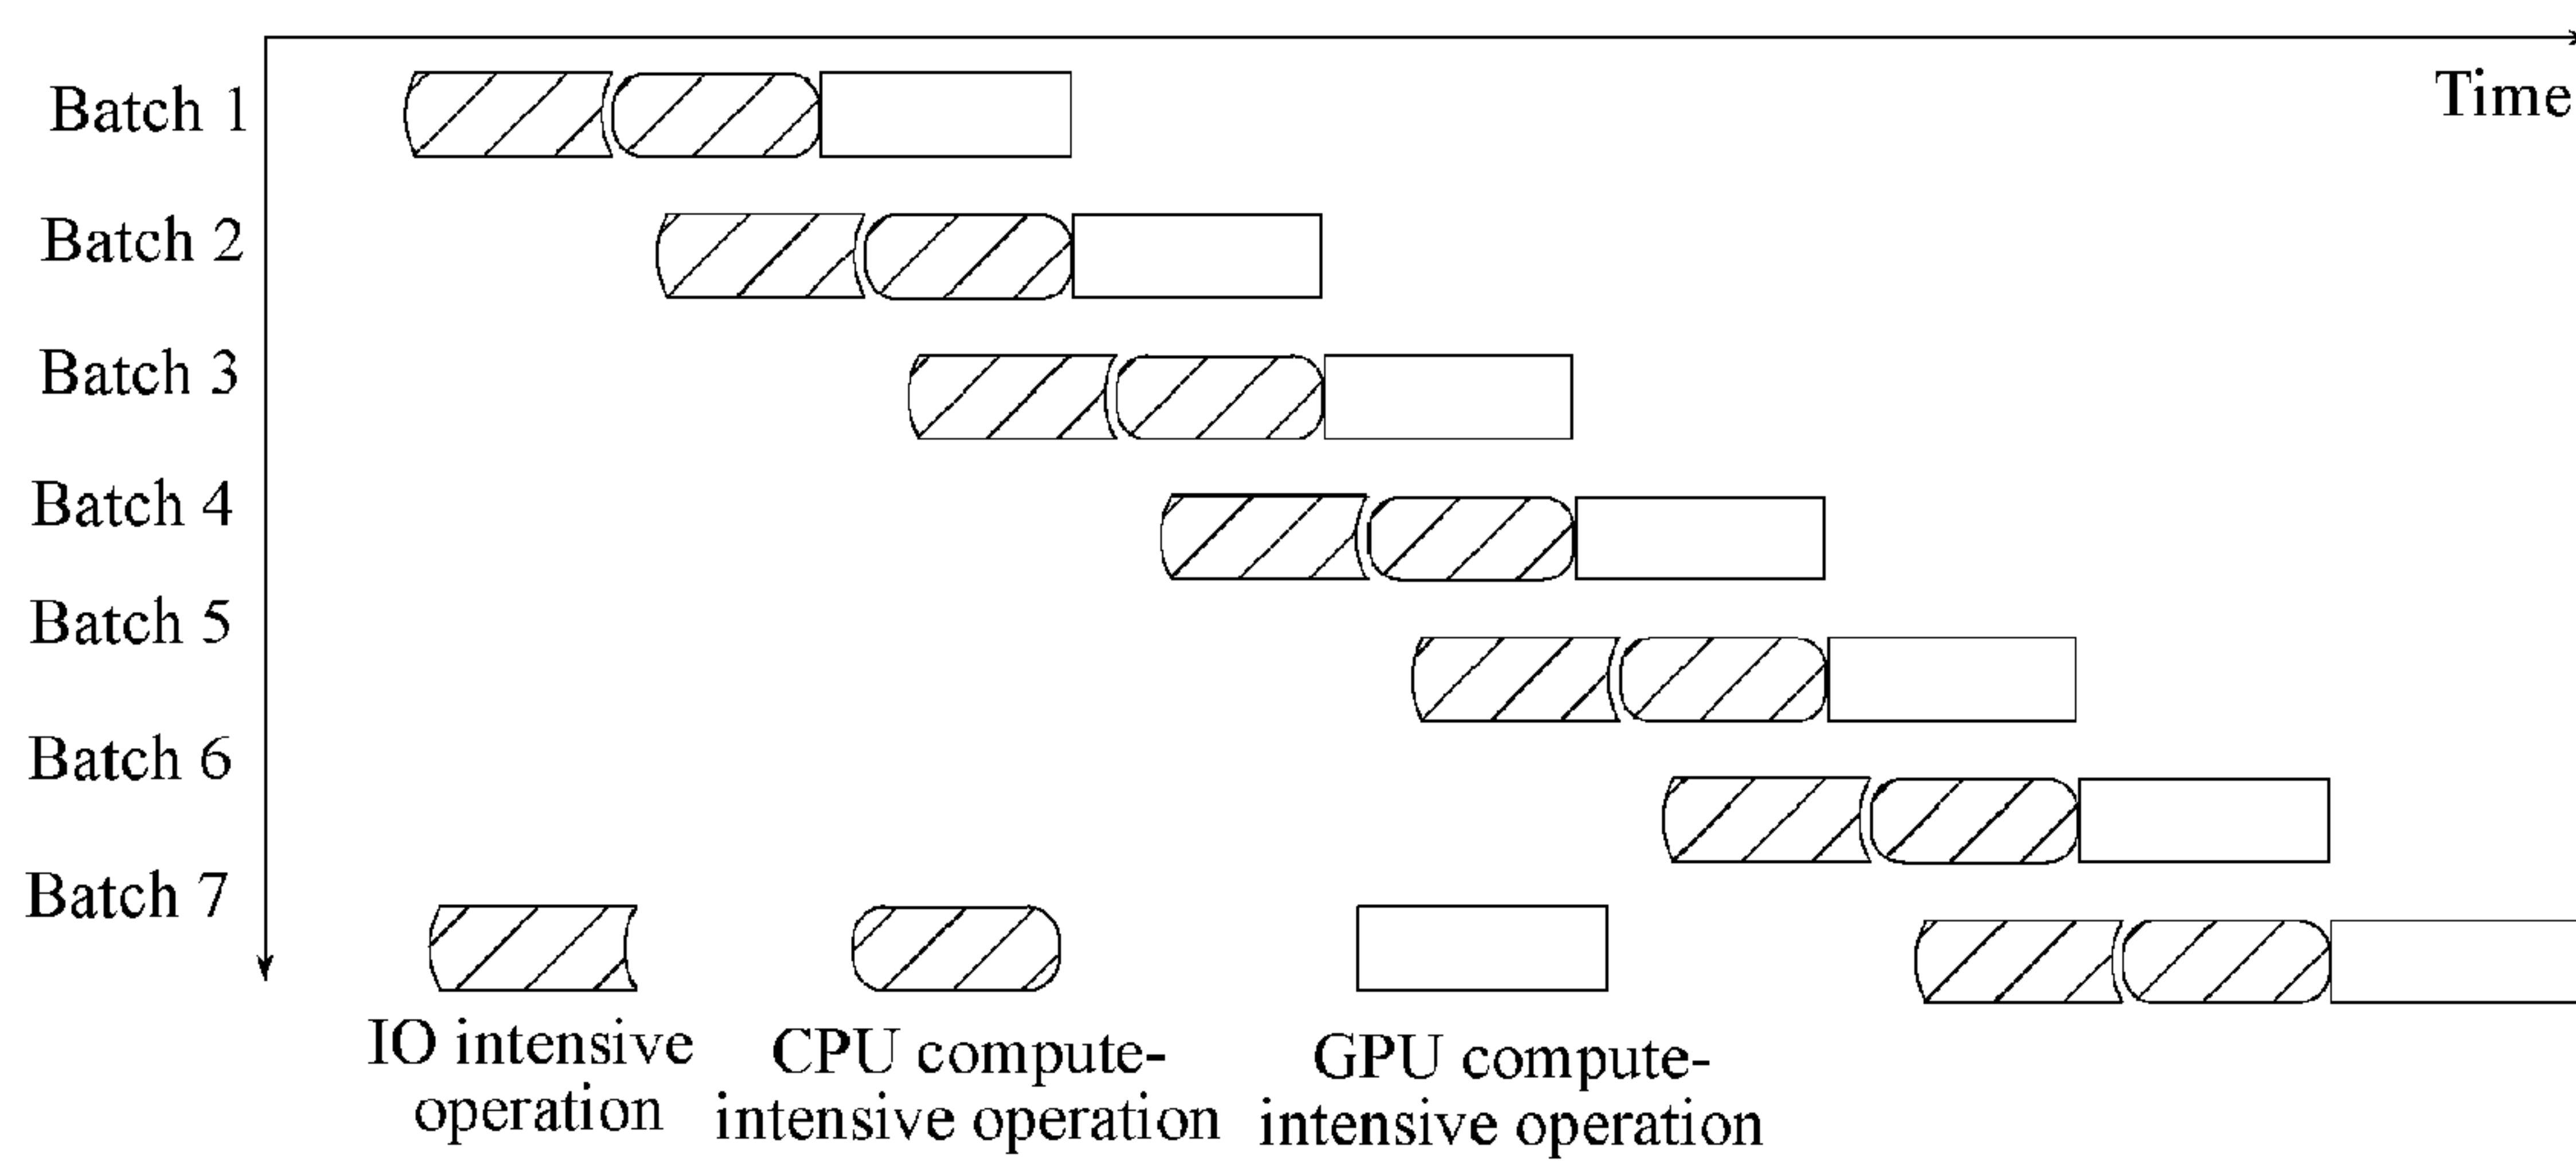 Batch 1
Time
Batch 2
Batch 3
Batch 4
Batch 5
Batch 6
Batch 7
IO intensive
operation
CPU compute-
intensive operation
GPU compute-
intensive operation